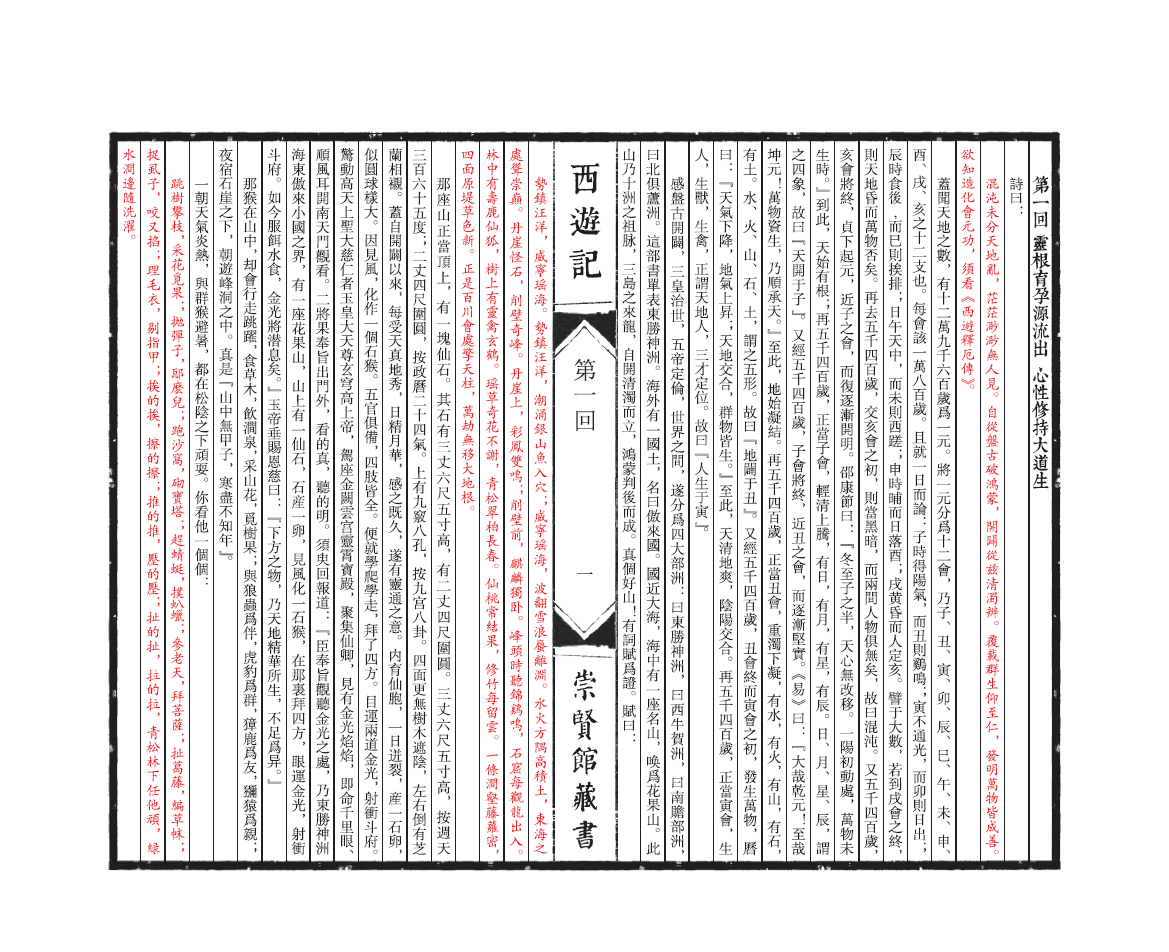 第一回 靈根育孕源流出 心性修持大道生
詩曰：
混沌未分天地亂，茫茫渺渺無人見。自從盤古破鴻蒙，開闢從兹清濁辨。覆載群生仰至仁，發明萬物皆成善。
欲知造化會元功，須看《西遊釋厄傳》。
蓋聞天地之數，有十二萬九千六百歲爲一元。將一元分爲十二會，乃子、丑、寅、卯、辰、巳、午、未、申、
酉、戌、亥之十二支也。每會該一萬八百歲。且就一日而論：子時得陽氣，而丑則鷄鳴；寅不通光，而卯則日出；
辰時食後，而巳則挨排；日午天中，而未則西蹉；申時晡而日落酉；戌黄昏而人定亥。譬于大數，若到戌會之終，
則天地昏而萬物否矣。再去五千四百歲，交亥會之初，則當黑暗，而兩間人物俱無矣，故曰混沌。又五千四百歲，
亥會將終，貞下起元，近子之會，而復逐漸開明。邵康節曰：『冬至子之半，天心無改移。一陽初動處，萬物未
生時。』到此，天始有根；再五千四百歲，正當子會，輕清上騰，有日，有月，有星，有辰。日、月、星、辰，謂
之四象，故曰『天開于子』。又經五千四百歲，子會將終，近丑之會，而逐漸堅實。《易》曰：『大哉乾元！至哉
坤元！萬物資生，乃順承天。』至此，地始凝結。再五千四百歲，正當丑會，重濁下凝，有水，有火，有山，有石，
有土。水、火、山、石、土，謂之五形。故曰『地闢于丑』。又經五千四百歲，丑會終而寅會之初，發生萬物，曆
曰：『天氣下降，地氣上昇；天地交合，群物皆生。』至此，天清地爽，陰陽交合。再五千四百歲，正當寅會，生
人，生獸，生禽，正謂天地人，三才定位。故曰『人生于寅』。
感盤古開闢，三皇治世，五帝定倫，世界之間，遂分爲四大部洲：曰東勝神洲，曰西牛賀洲，曰南贍部洲，
曰北俱蘆洲。這部書單表東勝神洲。海外有一國土，名曰傲來國。國近大海，海中有一座名山，喚爲花果山。此
山乃十洲之祖脉，三島之來龍，自開清濁而立，鴻蒙判後而成。真個好山！有詞賦爲證。賦曰：
西遊記
第一回
一
崇賢館藏書
勢鎮汪洋，威寧瑶海。勢鎮汪洋，潮涌銀山魚入穴；威寧瑶海，波翻雪浪蜃離淵。水火方隅高積土，東海之
處聳崇巔。丹崖怪石，削壁奇峰。丹崖上，彩鳳雙鳴；削壁前，麒麟獨卧。峰頭時聽錦鷄鳴，石窟每觀龍出入。
林中有壽鹿仙狐，樹上有靈禽玄鶴。瑶草奇花不謝，青松翠柏長春。仙桃常結果，修竹每留雲。一條澗壑藤蘿密，
四面原堤草色新。正是百川會處擎天柱，萬劫無移大地根。
那座山正當頂上，有一塊仙石。其石有三丈六尺五寸高，有二丈四尺圍圓。三丈六尺五寸高，按週天
三百六十五度；二丈四尺圍圓，按政曆二十四氣。上有九竅八孔，按九宫八卦。四面更無樹木遮陰，左右倒有芝
蘭相襯。蓋自開闢以來，每受天真地秀，日精月華，感之既久，遂有靈通之意。内育仙胞，一日迸裂，産一石卵，
似圓球樣大。因見風，化作一個石猴。五官俱備，四肢皆全。便就學爬學走，拜了四方。目運兩道金光，射衝斗府。
驚動高天上聖大慈仁者玉皇大天尊玄穹高上帝，駕座金闕雲宫靈霄寶殿，聚集仙卿，見有金光焰焰，即命千里眼、
順風耳開南天門觀看。二將果奉旨出門外，看的真，聽的明。須臾回報道：『臣奉旨觀聽金光之處，乃東勝神洲
海東傲來小國之界，有一座花果山，山上有一仙石，石産一卵，見風化一石猴，在那裏拜四方，眼運金光，射衝
斗府。如今服餌水食，金光將潜息矣。』玉帝垂賜恩慈曰：『下方之物，乃天地精華所生，不足爲异。』
那猴在山中，却會行走跳躍，食草木，飲澗泉，采山花，覓樹果；與狼蟲爲伴，虎豹爲群，獐鹿爲友，獼猿爲親；
夜宿石崖之下，朝遊峰洞之中。真是『山中無甲子，寒盡不知年』。
一朝天氣炎熱，與群猴避暑，都在松陰之下頑耍。你看他一個個：
跳樹攀枝，采花覓果；抛彈子，邷麽兒；跑沙窩，砌寶塔；趕蜻蜓，撲𧈢蠟；參老天，拜菩薩；扯葛藤，編草帓；
捉虱子，咬又掐；理毛衣，剔指甲；挨的挨，擦的擦；推的推，壓的壓；扯的扯，拉的拉，青松林下任他頑，緑
水澗邊隨洗濯。